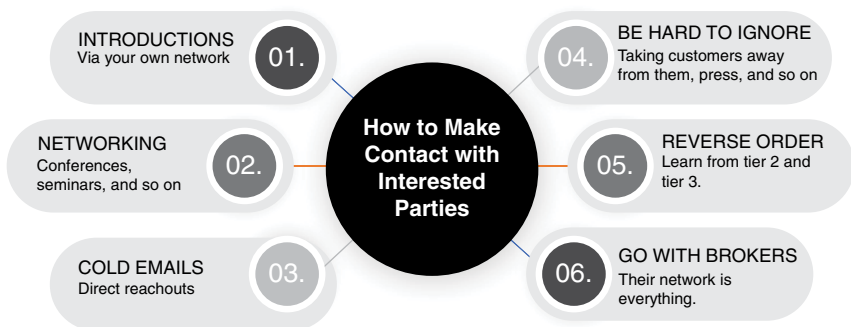 How to Make
Contact with
Interested
Parties
01.
INTRODUCTIONS
Via your own network
02.
NETWORKING
Conferences,
seminars, and so on
03.
COLD EMAILS
Direct reachouts
04.
BE HARD TO IGNORE
Taking customers away
from them, press, and so on
05.
REVERSE ORDER
Learn from tier 2 and
tier 3.
06.
GO WITH BROKERS
Their network is
everything.